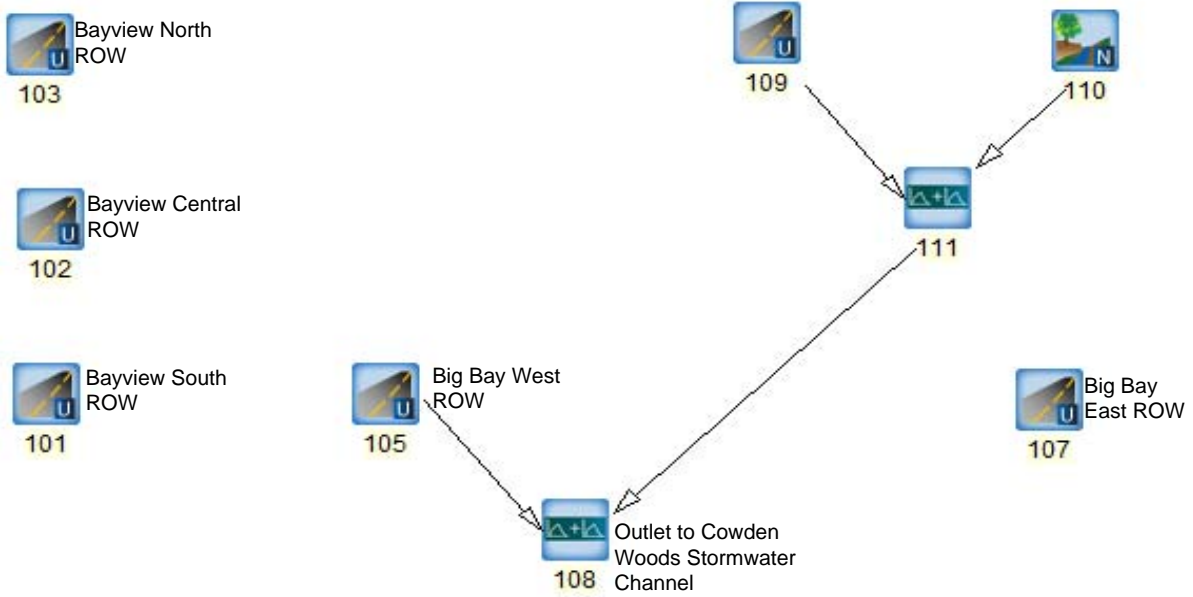 Bayview North
ROW
U
103
U
109
N
110
Bayview Central
ROW
U
102
111
Bayview South
ROW
U
101
Big Bay West
ROW
U
105
Big Bay
East ROW
U
107
Outlet to Cowden
Woods Stormwater
Channel
108